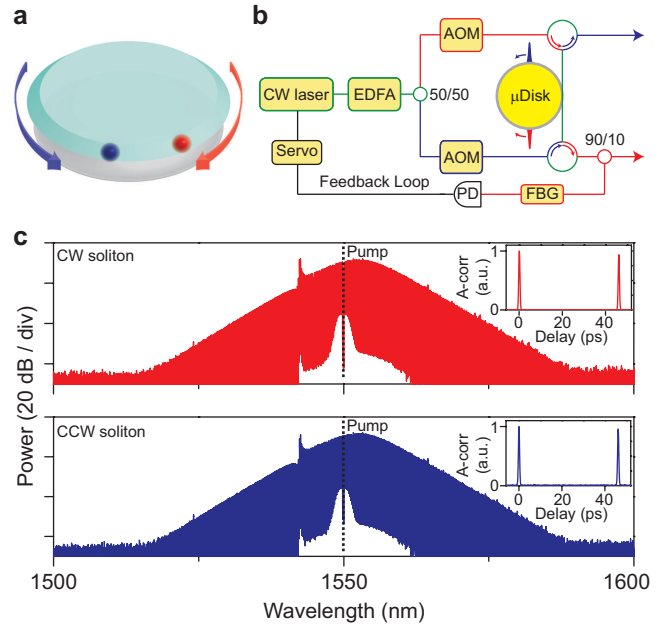 a
b
AOM
CW laser
EDFA
50/50
μDisk
Servo
AOM
90/10
Feedback Loop
PD
FBG
c
CW soliton
Pump
A-corr
(a.u.)
1
0
0 20 40
Delay (ps)
Power (20 dB / div)
CCW soliton
Pump
A-corr
(a.u.)
1
0
0 20 40
Delay (ps)
1500 1550 1600
Wavelength (nm)